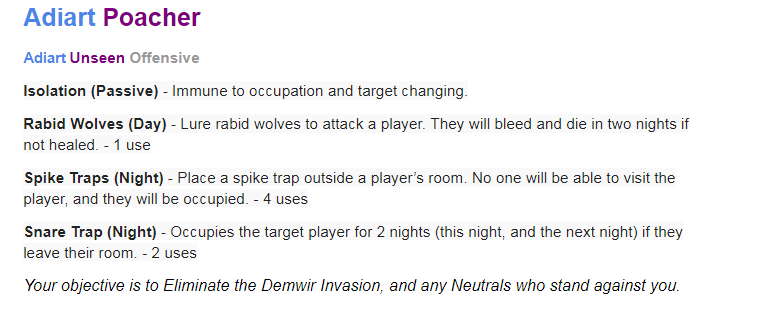 Adiart Poacher
Adiart Unseen Offensive
Isolation (Passive) - Immune to occupation and target changing.
Rabid Wolves (Day) - Lure rabid wolves to attack a player. They will bleed and die in two nights if
not healed. - 1 use
Spike Traps (Night) - Place a spike trap outside a player’s room. No one will be able to visit the
player, and they will be occupied. - 4 uses
Snare Trap (Night) - Occupies the target player for 2 nights (this night, and the next night) if they
leave their room. - 2 uses
Your objective is to Eliminate the Demwir Invasion, and any Neutrals who stand against you.